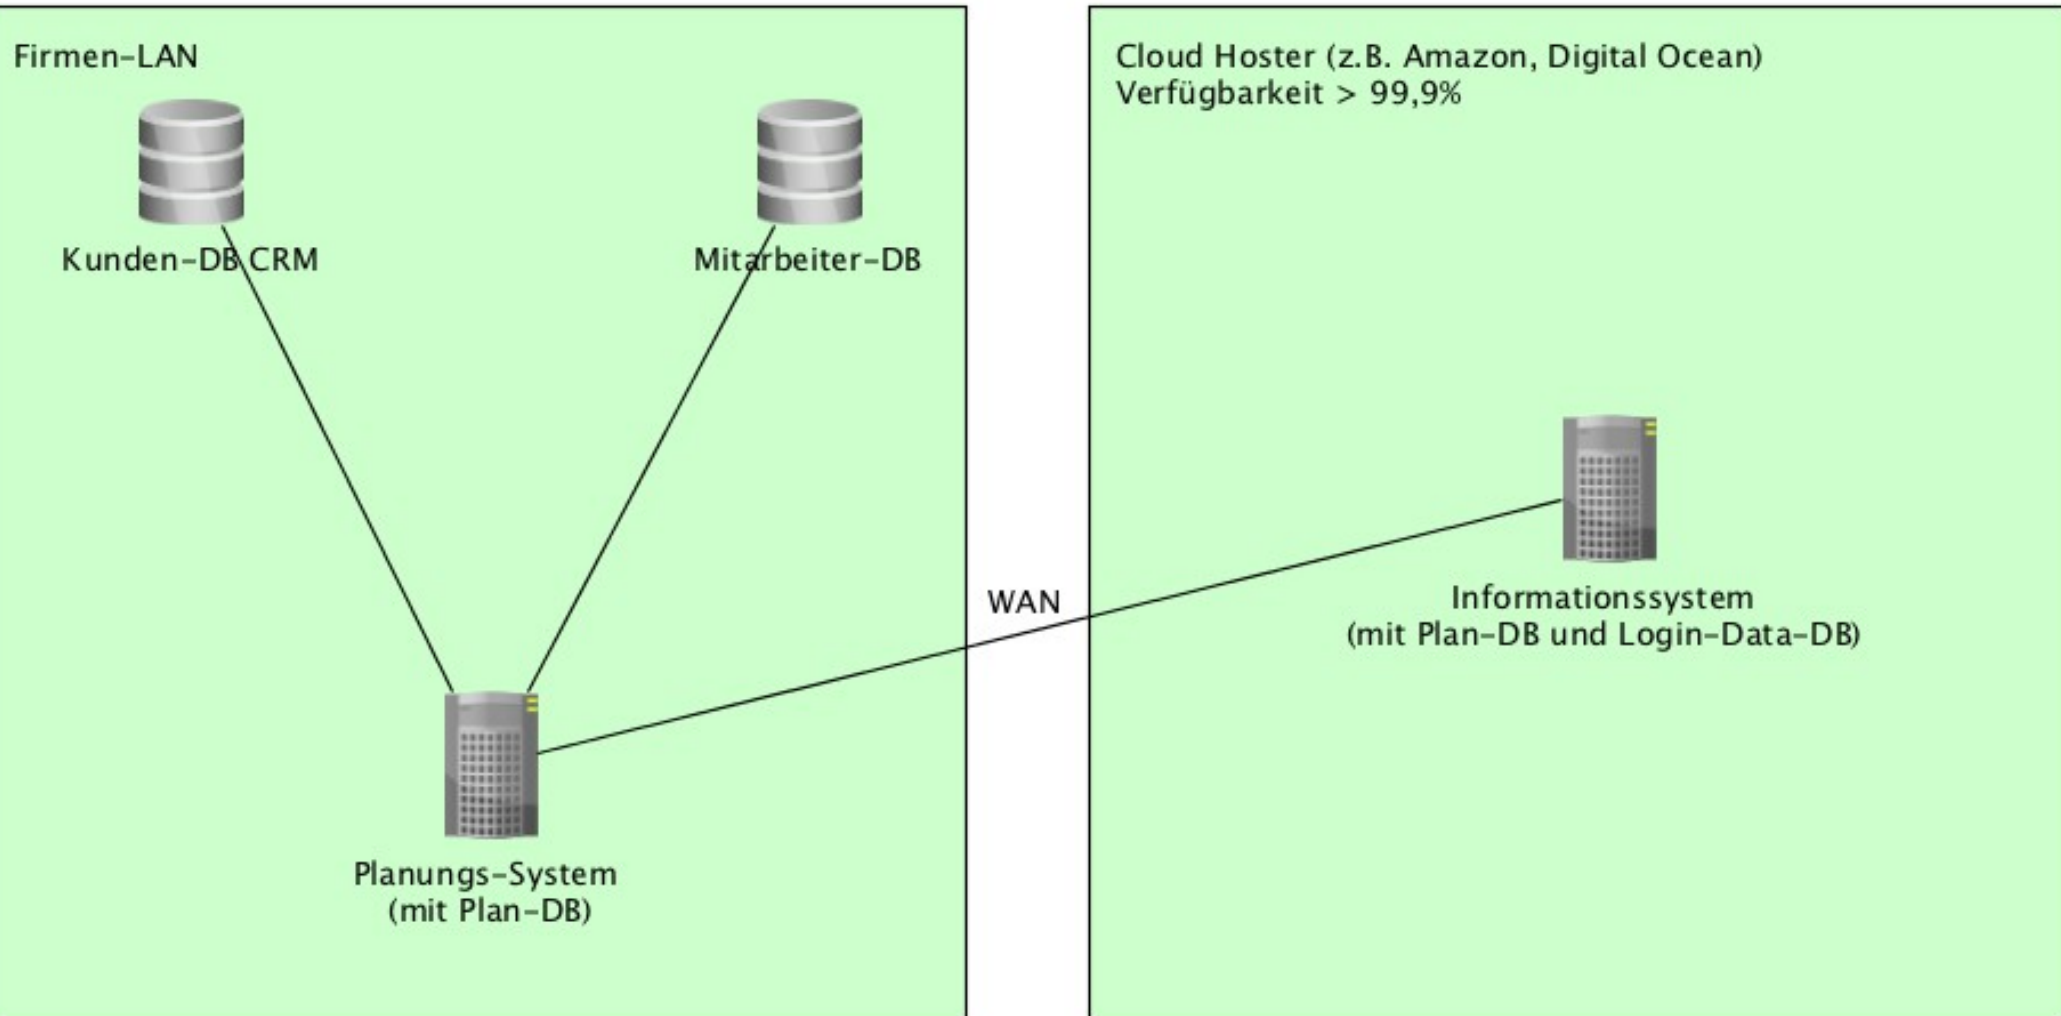 Firmen-LAN
Cloud Hoster (z.B. Amazon, Digital Ocean)
Verfügbarkeit > 99,9%
Kunden-DB CRM
Mitarbeiter-DB
WAN
Informationssystem
(mit Plan-DB und Login-Data-DB)
Planungs-System
(mit Plan-DB)